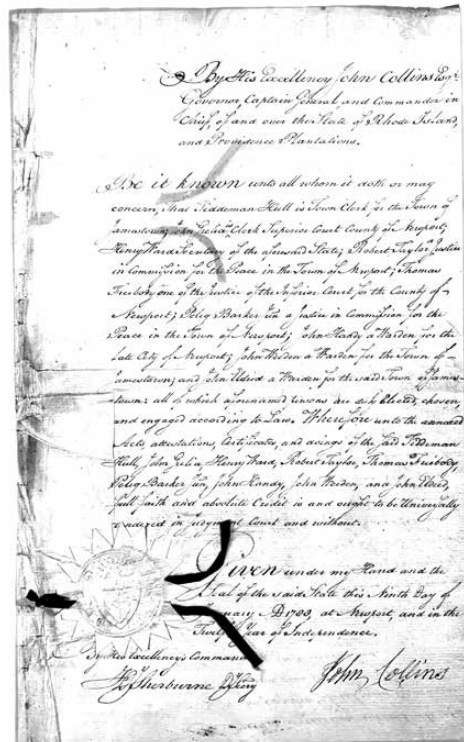 By His Excellency John Collins Esqr.
Governor, Captain General, and Commander in
Chief, of and over the State of Rhode Island,
and Providence Plantations.
Be it known unto all whom it doth or may
concern, that Tiddeman Hull is Town Clerk for the Town of
Jamestown; John Clerk Superior Court County of Newport;
Henry Ward Secretary of the aforesaid State; Robert Taylor a Justice
in Commission for the Peace in the Town of Newport; Thomas
Freebody one of the Justice of the Inferior Court for the County of
Newport; Peleg Barker Jun a justice in Commission for the
Peace in the Town of Newport; John Handy a Warden for the
late City of Newport; John Weeden a Warden for the Town of
Jamestown; and John Eldred a Warden for the said Town of James-
town: all of which aforenamed Persons are duly Elected, chosen,
and engaged according to Law. Wherefore unto the annexed
Acts, attestations, Certificates, and doings of the said Tiddeman
Hull, John Henry Ward, Robert Taylor, Thomas Freebody,
Peleg Barker Jun, John Handy, John Weeden, and John Eldred,
full faith and absolute Credit is and ought to be Universally
rendered in judgment Court and without.
Given under my Hand and the
Seal of the said State this Ninth Day of
AD at Newport, and in the
Year of Independence.
By His Excellency's Command
Sherburne D Secry
John Collins